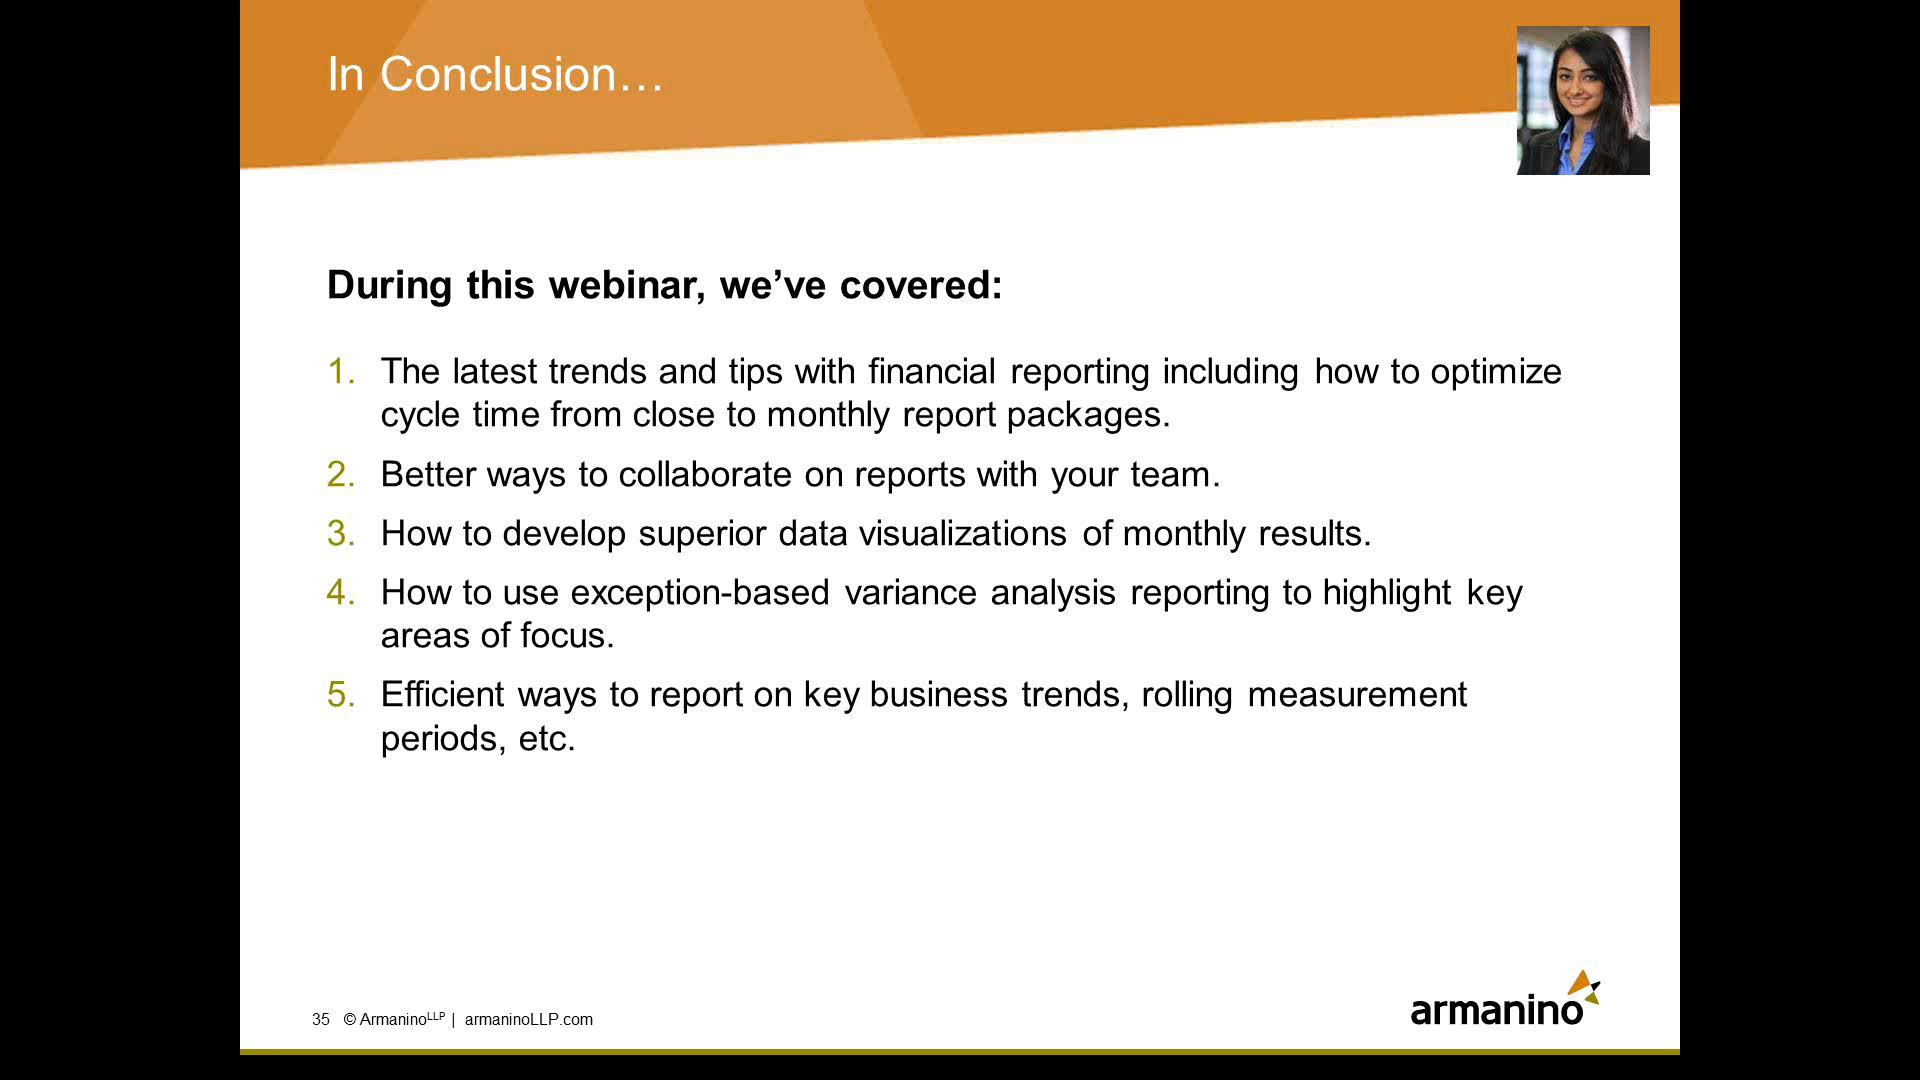 In Conclusion…
During this webinar, we’ve covered:
1. The latest trends and tips with financial reporting including how to optimize
cycle time from close to monthly report packages.
2. Better ways to collaborate on reports with your team.
3. How to develop superior data visualizations of monthly results.
4. How to use exception-based variance analysis reporting to highlight key
areas of focus.
5. Efficient ways to report on key business trends, rolling measurement
periods, etc.
35 © ArmaninoLLP | armaninoLLP.com
armanino